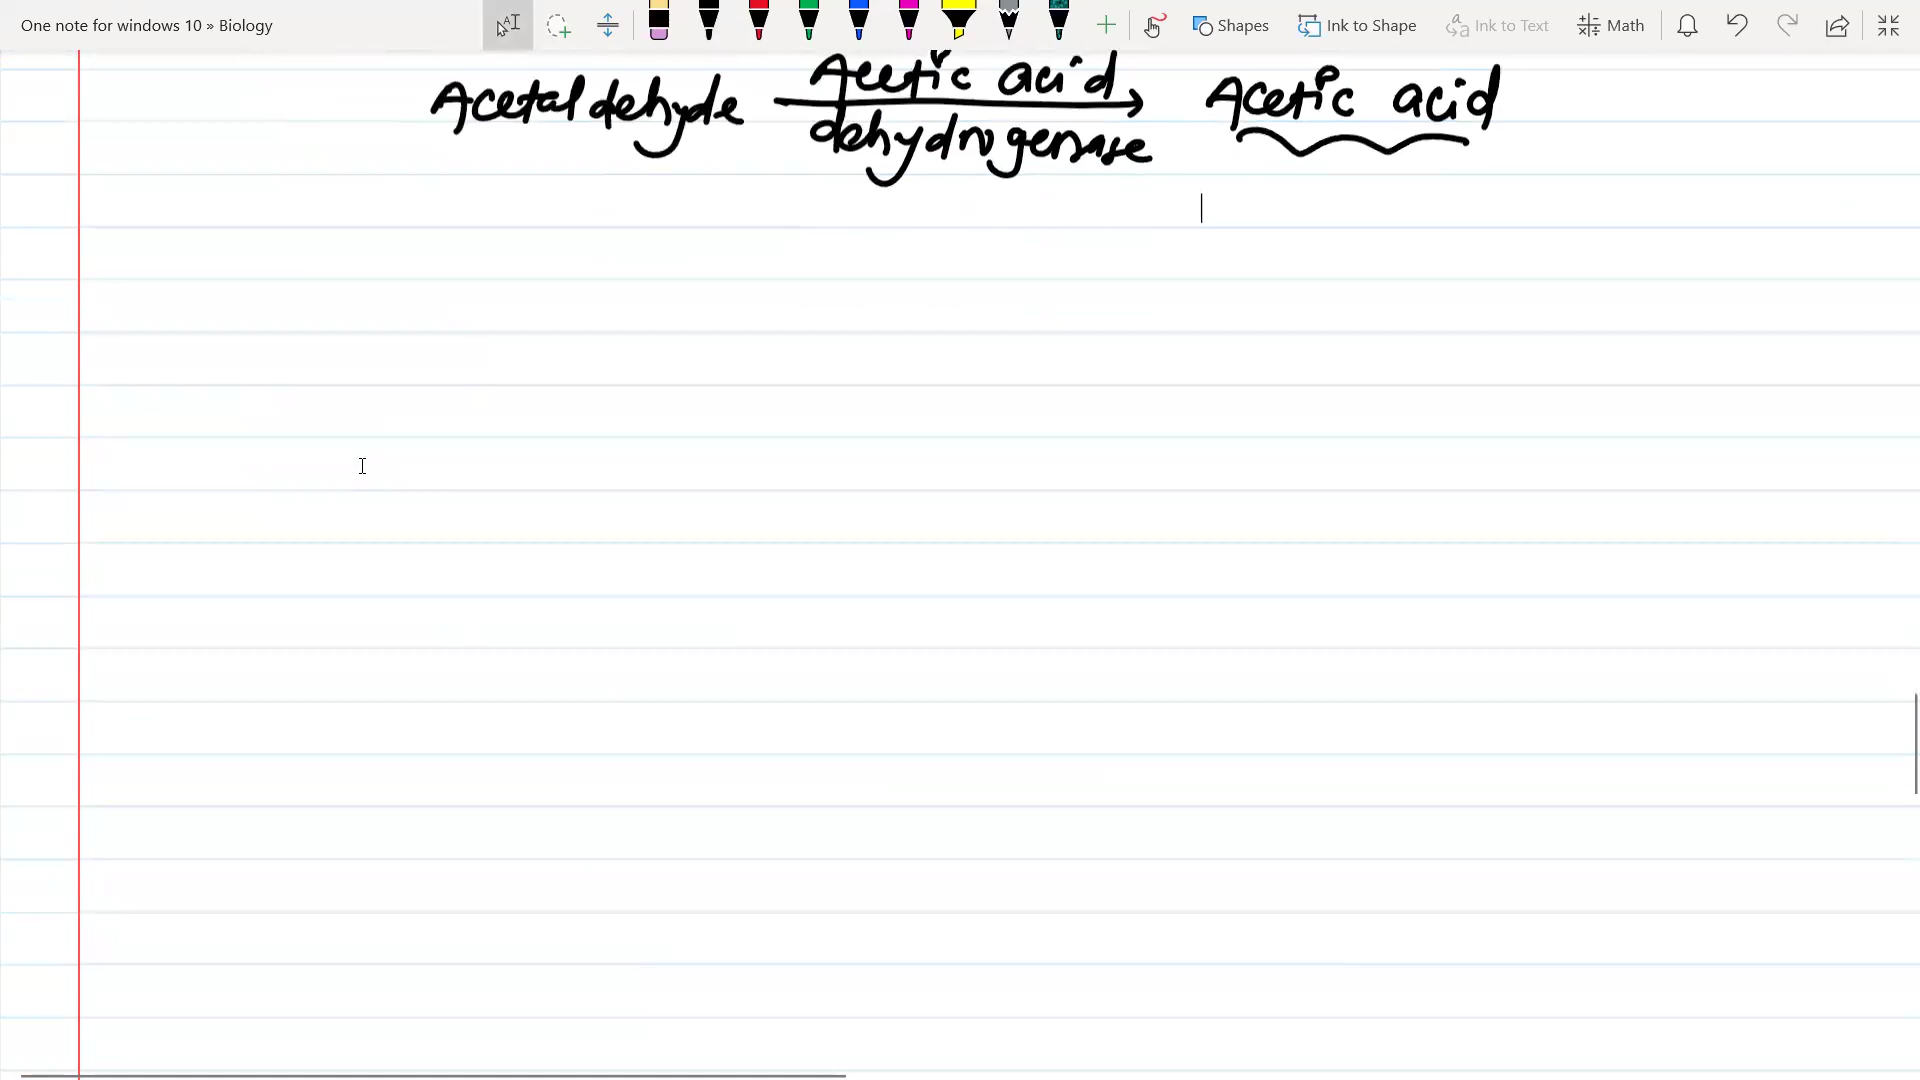 One note for windows 10 » Biology
Shapes
Ink to Shape
Ink to Text
Math
Acetaldehyde Acetic acid dehydrogenase Acetic acid